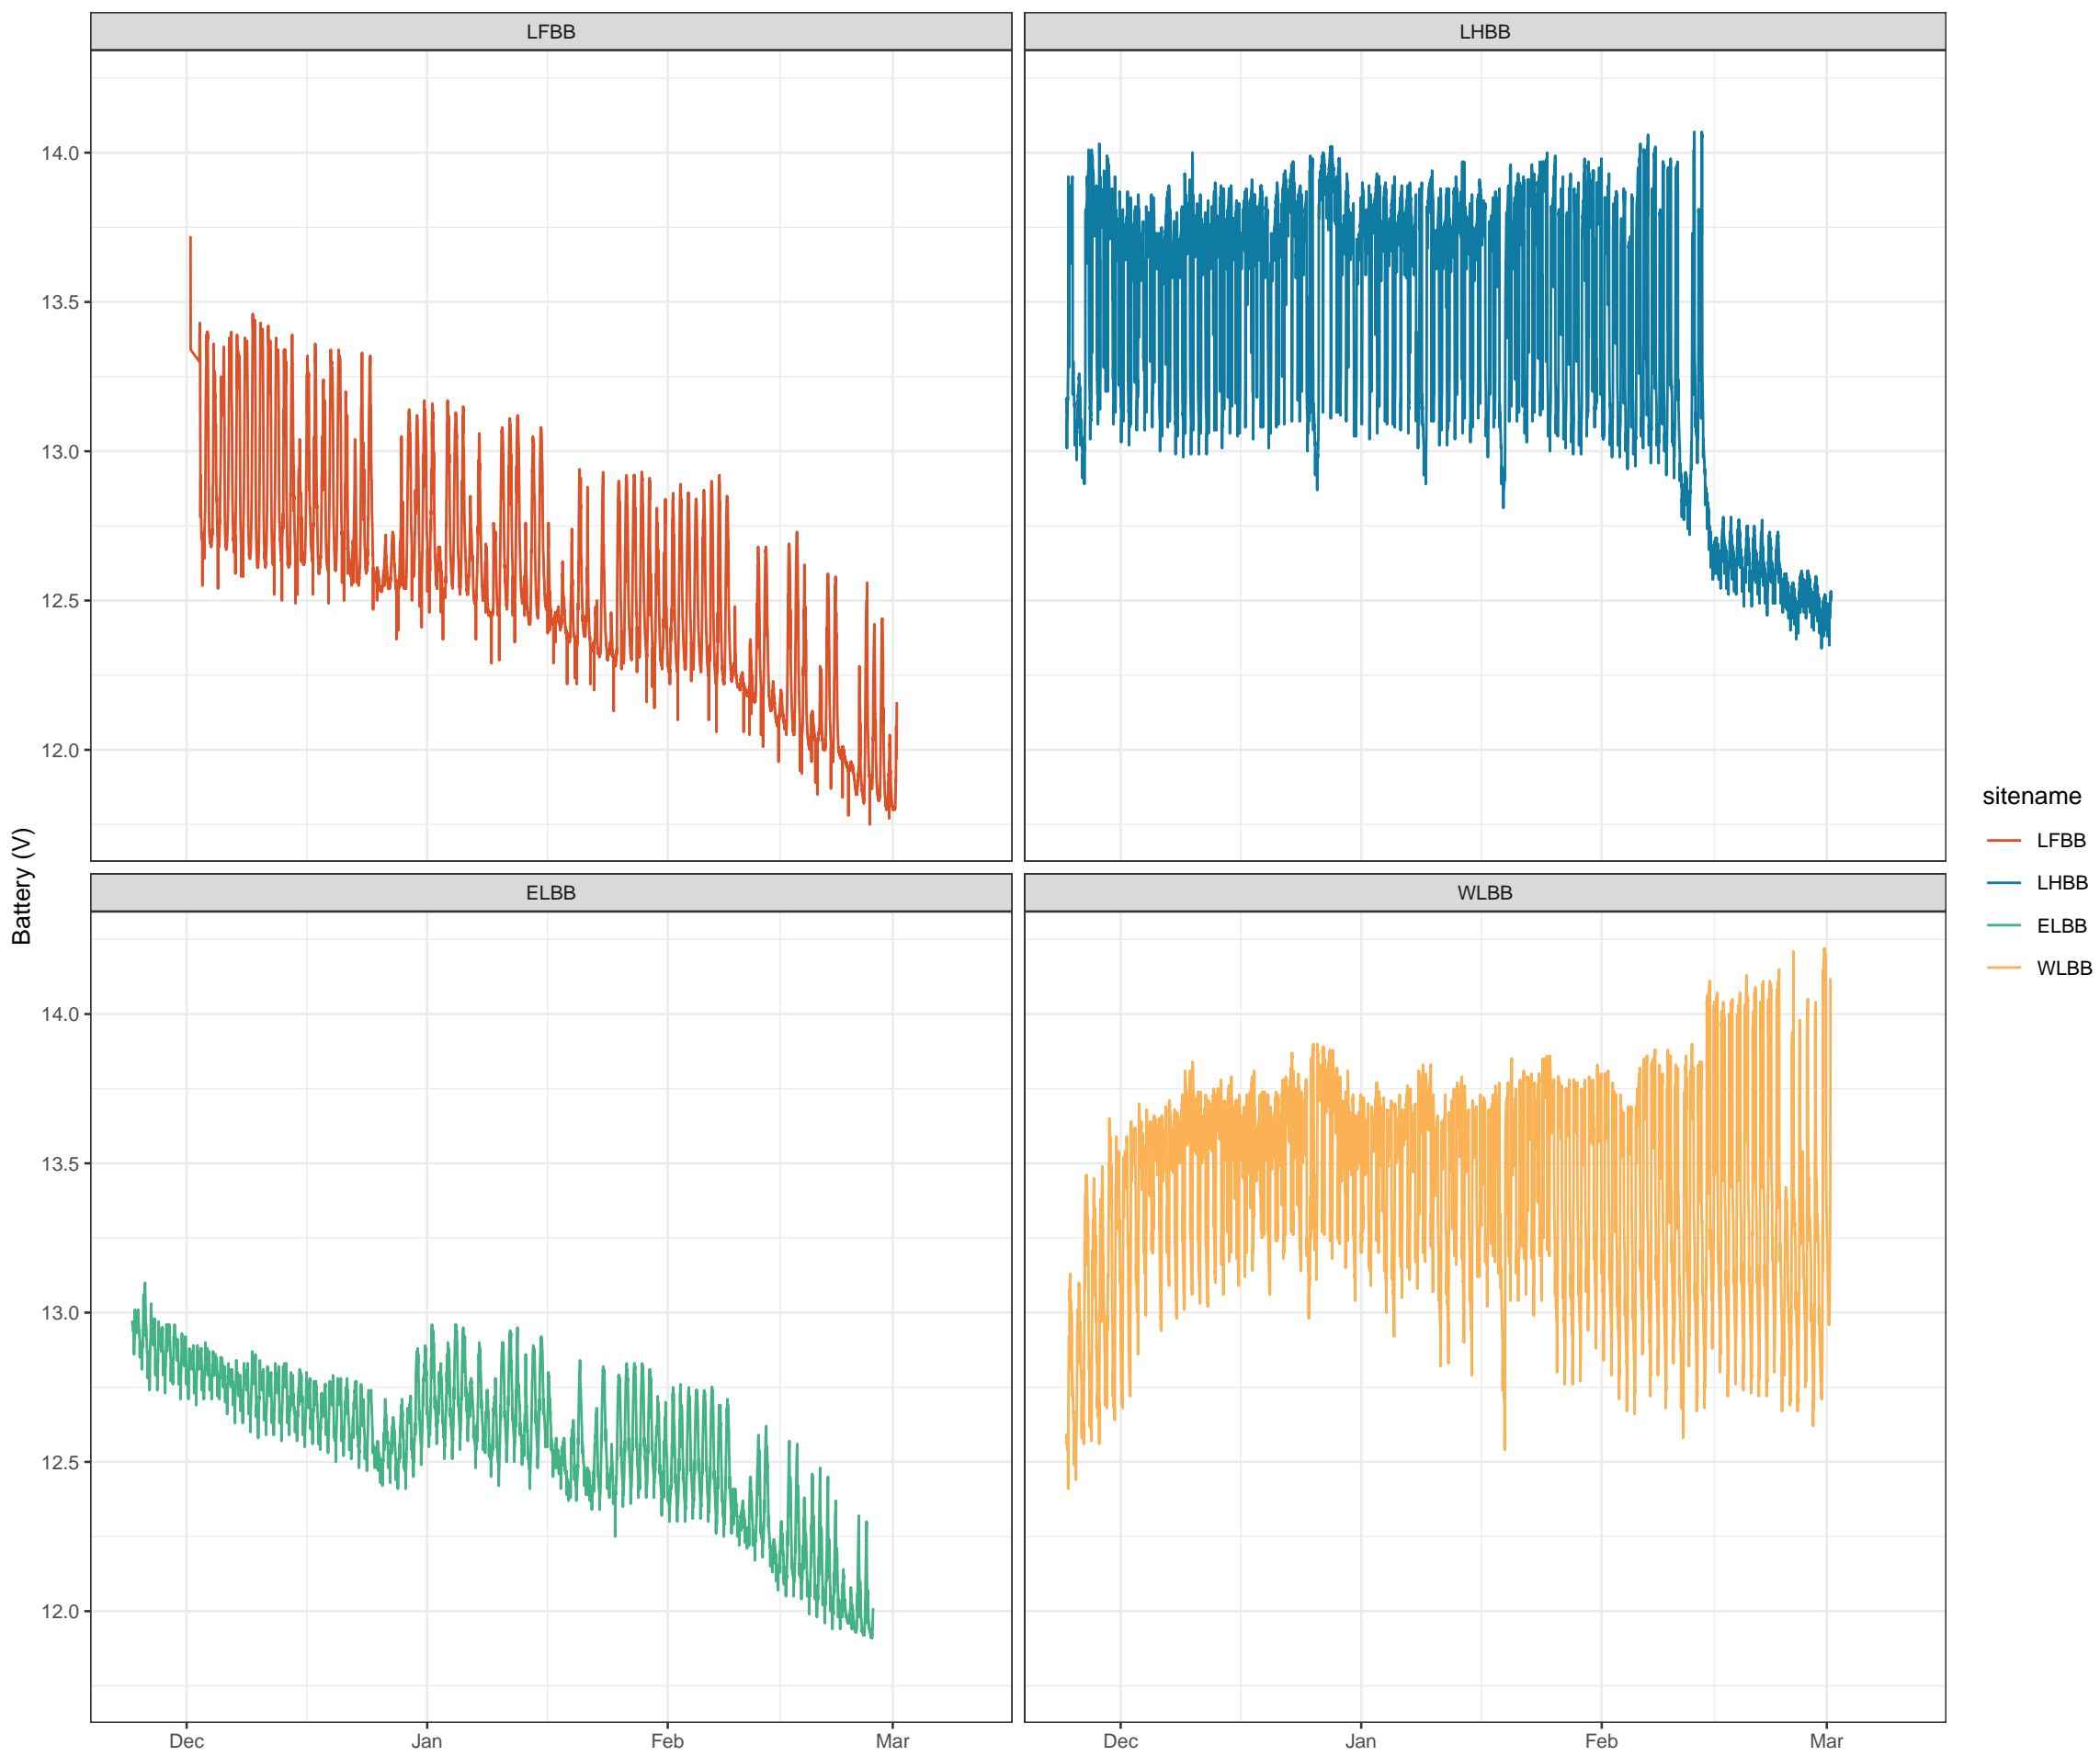 LFBB
LHBB
14.0
13.5
13.0
12.5
12.0
ELBB
WLBB
14.0
13.5
13.0
12.5
12.0
Dec
Jan
Feb
Mar
Dec
Jan
Feb
Mar
Battery (V)
sitename
LFBB
LHBB
ELBB
WLBB